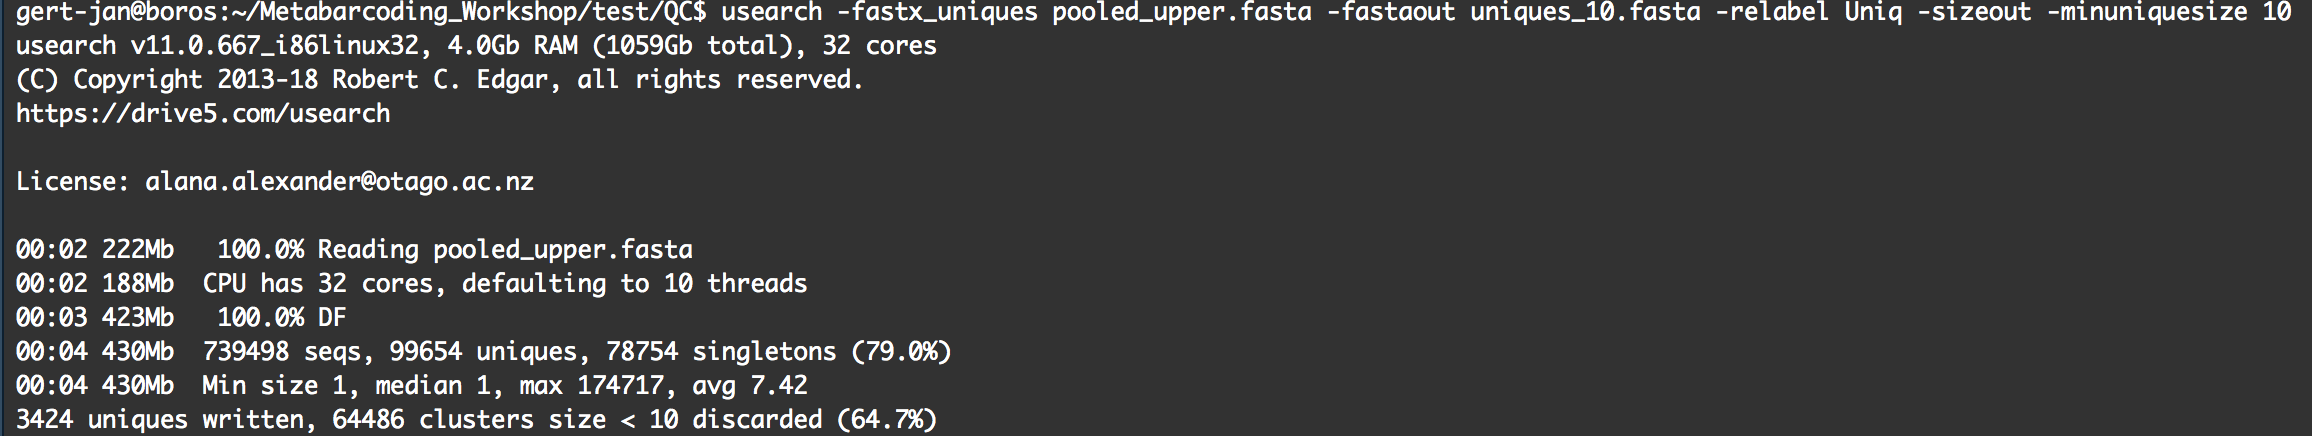 gert-jan@boros:~/Metabarcoding_Workshop/test/QC$ usearch -fastx_uniques pooled_upper.fasta -fastaout uniques_10.fasta -relabel Uniq -sizeout -minuniquesize 10
usearch v11.0.667_i86linux32, 4.0Gb RAM (1059Gb total), 32 cores
(C) Copyright 2013-18 Robert C. Edgar, all rights reserved.
https://drive5.com/usearch
License: alana.alexander@otago.ac.nz
00:02 222Mb   100.0% Reading pooled_upper.fasta
00:02 188Mb  CPU has 32 cores, defaulting to 10 threads
00:03 423Mb   100.0% DF
00:04 430Mb  739498 seqs, 99654 uniques, 78754 singletons (79.0%)
00:04 430Mb  Min size 1, median 1, max 174717, avg 7.42
3424 uniques written, 64486 clusters size < 10 discarded (64.7%)